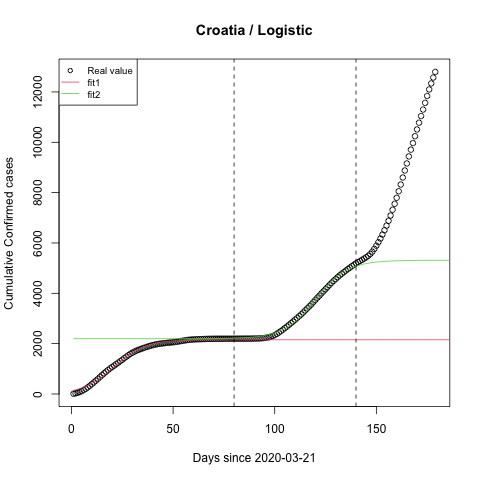 Croatia / Logistic
Real value
fit1
fit2
Cumulative Confirmed cases
12000
10000
8000
6000
4000
2000
0
0 50 100 150
Days since 2020-03-21